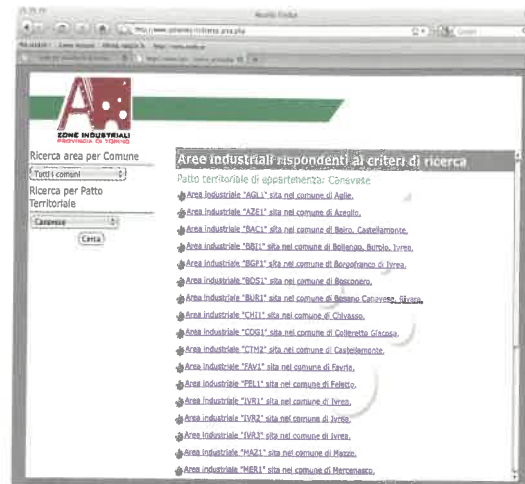 Mozilla Firefox
ZONE INDUSTRIALI
PROVINCIA DI TORINO
Ricerca area per Comune
Tutti i comuni
Ricerca per Patto
Territoriale
Canavese
Cerca
Aree industriali rispondenti ai criteri di ricerca
Patto territoriale di appartenenza: Canavese
Area industriale "AGL1" sita nel comune di Aglie.
Area industriale "AZE1" sita nel comune di Azeglio.
Area industriale "BAC1" sita nel comune di Bairo, Castellamonte.
Area industriale "BBI1" sita nel comune di Bollengo, Burolo, Ivrea.
Area industriale "BGF1" sita nel comune di Borgofranco di Ivrea.
Area industriale "BOS1" sita nel comune di Bosconero.
Area industriale "BUR1" sita nel comune di Busano Canavese, Rivara.
Area industriale "CHI1" sita nel comune di Chivasso.
Area industriale "COG1" sita nel comune di Colleretto Giacosa.
Area industriale "CTM2" sita nel comune di Castellamonte.
Area industriale "FAV1" sita nel comune di Favria.
Area industriale "FEL1" sita nel comune di Feletto.
Area industriale "IVR1" sita nel comune di Ivrea.
Area industriale "IVR2" sita nel comune di Ivrea.
Area industriale "IVR3" sita nel comune di Ivrea.
Area industriale "MAZ1" sita nel comune di Mazze.
Area industriale "MER1" sita nel comune di Mercenasco.